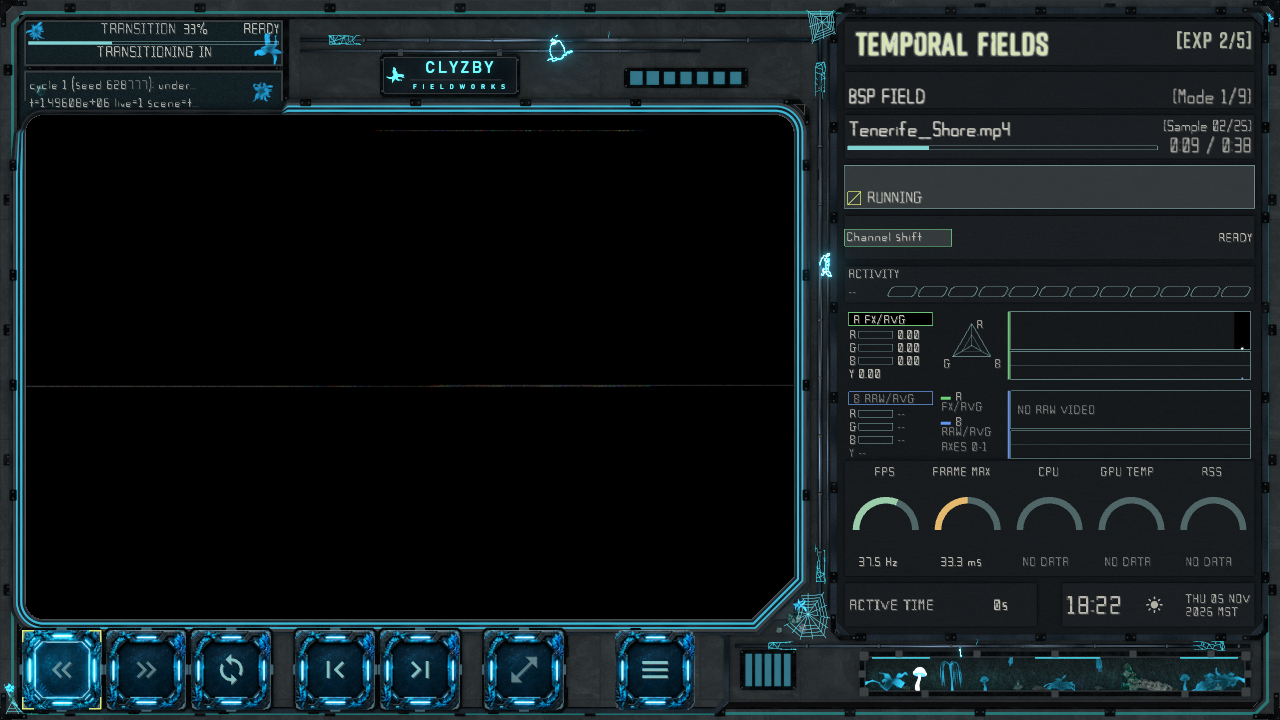 TRANSITION 33% READY
TRANSITIONING IN
cycle 1 (seed 628777): under..
t=1.49608e+06 live=1 scene=t..
CLYZBY
FIELDWORKS
TEMPORAL FIELDS [EXP 2/5]
BSP FIELD [Mode 1/9]
Tenerife_Shore.mp4 [Sample 02/25]
0:09 / 0:38
RUNNING
Channel shift READY
ACTIVITY
--
R FX/AVG
R 0.00
G 0.00
B 0.00
Y 0.00
R
G B
B RAW/AVG
R --
G --
B --
Y --
R
FX/AVG
B
RAW/AVG
AXES 0-1
NO RAW VIDEO
FPS FRAME MAX CPU GPU TEMP RSS
37.5 Hz 33.3 ms NO DATA NO DATA NO DATA
ACTIVE TIME 0s
18:22
THU 05 NOV
2026 MST